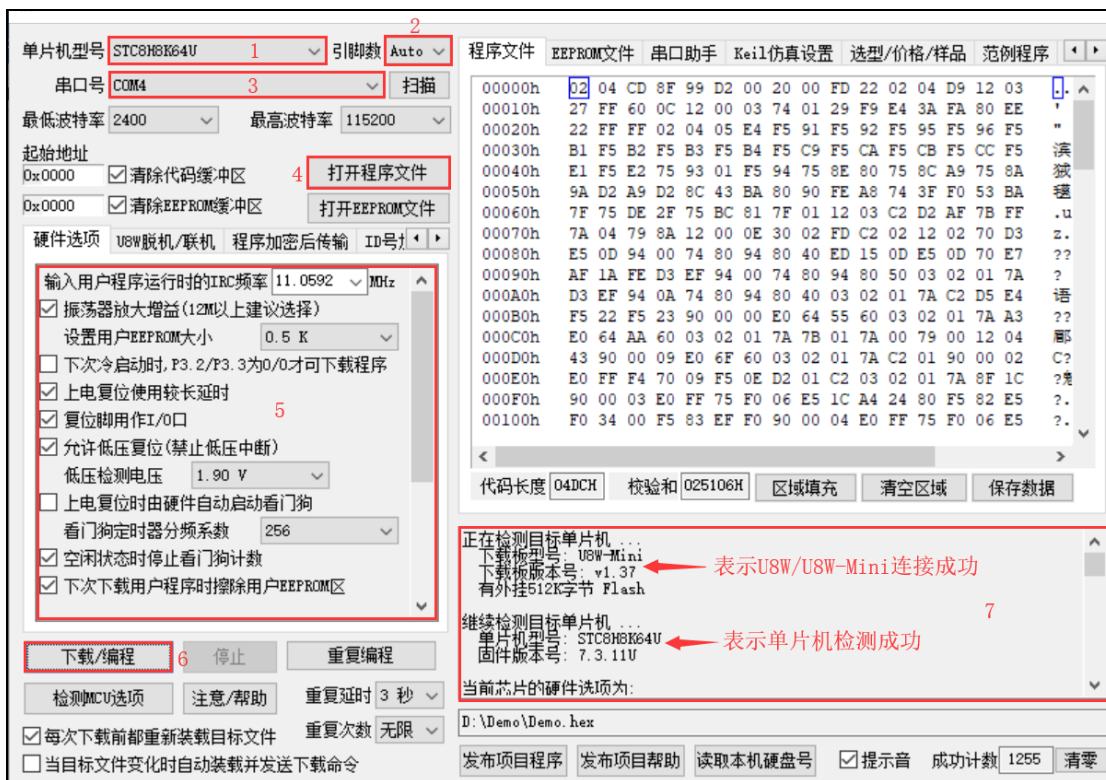 2
单片机型号 STC8H8K64U 1 引脚数 Auto
串口号 COM4 3 扫描
最低波特率 2400 最高波特率 115200
起始地址
0x0000 清除代码缓冲区 4 打开程序文件
0x0000 清除EEPROM缓冲区 打开EEPROM文件
硬件选项 U8W脱机/联机 程序加密后传输 ID号
输入用户程序运行时的IRC频率 11.0592 MHz
振荡器放大增益(12M以上建议选择)
设置用户EEPROM大小 0.5 K
下次冷启动时,P3.2/P3.3为0/0才可下载程序
上电复位使用较长延时
复位脚用作I/O口 5
允许低压复位(禁止低压中断)
低压检测电压 1.90 V
上电复位时由硬件自动启动看门狗
看门狗定时器分频系数 256
空闲状态时停止看门狗计数
下次下载用户程序时擦除用户EEPROM区
下载/编程 6 停止 重复编程
检测MCU选项 注意/帮助 重复延时 3 秒
每次下载前都重新装载目标文件 重复次数 无限
当目标文件变化时自动装载并发送下载命令
程序文件 EEPROM文件 串口助手 Keil仿真设置 选型/价格/样品 范例程序
00000h 02 04 CD 8F 99 D2 00 20 00 FD 22 02 04 D9 12 03 ..
00010h 27 FF 60 0C 12 00 03 74 01 29 F9 E4 3A FA 80 EE '
00020h 22 FF FF 02 04 05 E4 F5 91 F5 92 F5 95 F5 96 F5 "
00030h B1 F5 B2 F5 B3 F5 B4 F5 C9 F5 CA F5 CB F5 CC F5 滨
00040h E1 F5 E2 75 93 01 F5 94 75 8E 80 75 8C A9 75 8A
00050h 9A D2 A9 D2 8C 43 BA 80 90 FE A8 74 3F F0 53 BA
00060h 7F 75 DE 2F 75 BC 81 7F 01 12 03 C2 D2 AF 7B FF .u
00070h 7A 04 79 8A 12 00 0E 30 02 FD C2 02 12 02 70 D3 z.
00080h E5 0D 94 00 74 80 94 80 40 ED 15 0D E5 0D 70 E7 ??
00090h AF 1A FE D3 EF 94 00 74 80 94 80 50 03 02 01 7A ?
000A0h D3 EF 94 0A 74 80 94 80 40 03 02 01 7A C2 D5 E4 语
000B0h F5 22 F5 23 90 00 00 E0 64 55 60 03 02 01 7A A3 ??
000C0h E0 64 AA 60 03 02 01 7A 7B 01 7A 00 79 00 12 04
000D0h 43 90 00 09 E0 6F 60 03 02 01 7A C2 01 90 00 02 C?
000E0h E0 FF F4 70 09 F5 0E D2 01 C2 03 02 01 7A 8F 1C
000F0h 90 00 03 E0 FF 75 F0 06 E5 1C A4 24 80 F5 82 E5 ?.
00100h F0 34 00 F5 83 EF F0 90 00 04 E0 FF 75 F0 06 E5 ?.
代码长度 04DCH 校验和 025106H 区域填充 清空区域 保存数据
正在检测目标单片机 ...
下载板型号: U8W-Mini
下载板版本号: v1.37 表示U8W/U8W-Mini连接成功
有外挂512K字节 Flash
7
继续检测目标单片机 ...
单片机型号: STC8H8K64U 表示单片机检测成功
固件版本号: 7.3.11U
当前芯片的硬件选项为:
D:\Demo\Demo.hex
发布项目程序 发布项目帮助 读取本机硬盘号 提示音 成功计数 1255 清零